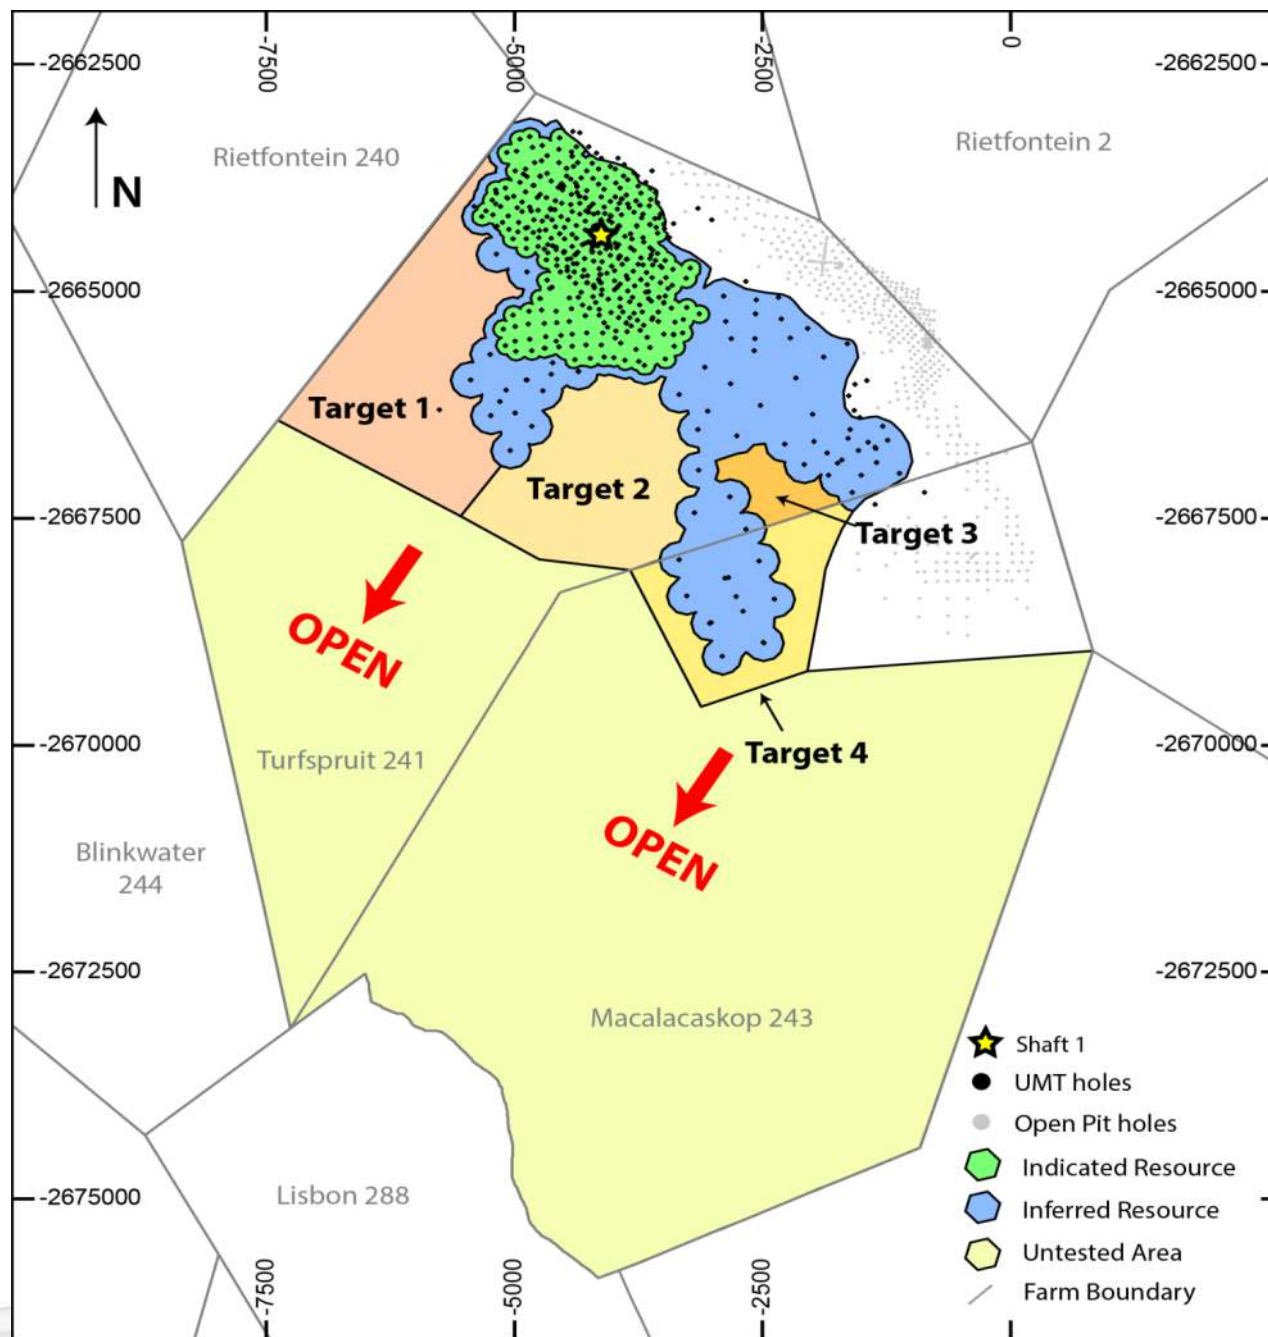 -7500
-5000
-2500
0
-2662500
-2662500
Rietfontein 240
Rietfontein 2
N
-2665000
-2665000
Target 1
Target 2
-2667500
-2667500
Target 3
OPEN
-2670000
-2670000
Target 4
Turfspruit 241
OPEN
Blinkwater
244
-2672500
-2672500
Macalacaskop 243
Shaft 1
UMT holes
Open Pit holes
Indicated Resource
-2675000
Lisbon 288
Inferred Resource
Untested Area
Farm Boundary
-7500
-5000
-2500